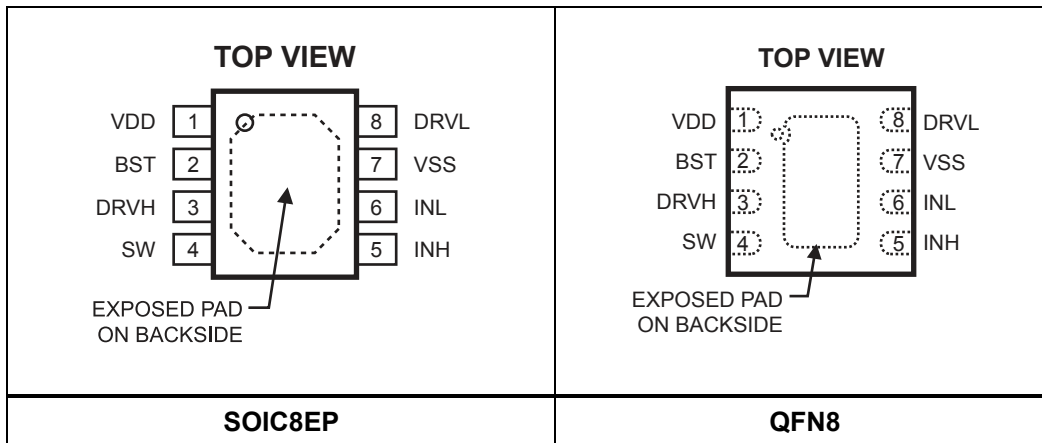 TOP VIEW
VDD 1 8 DRVL
BST 2 7 VSS
DRVH 3 6 INL
SW 4 5 INH
EXPOSED PAD
ON BACKSIDE
SOIC8EP
TOP VIEW
VDD 1 8 DRVL
BST 2 7 VSS
DRVH 3 6 INL
SW 4 5 INH
EXPOSED PAD
ON BACKSIDE
QFN8